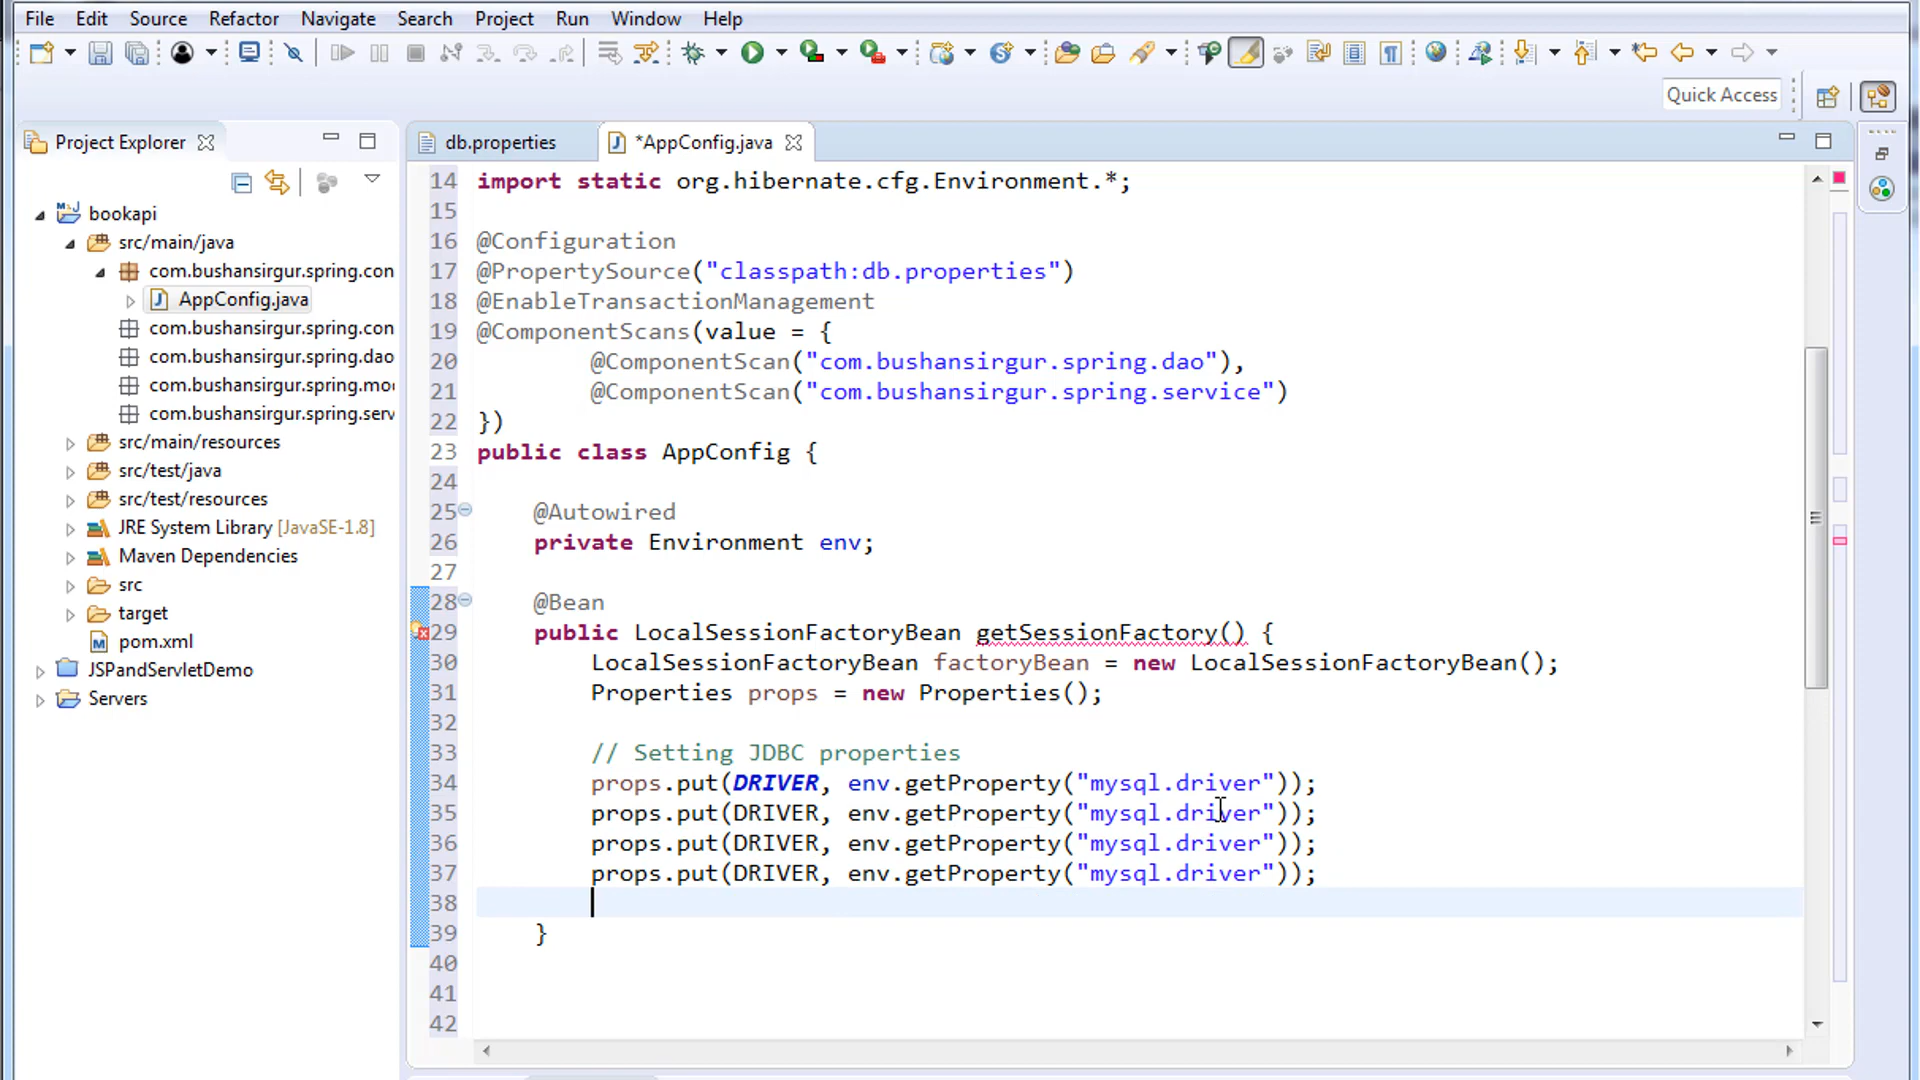 File Edit Source Refactor Navigate Search Project Run Window Help
Quick Access
Project Explorer
bookapi
src/main/java
com.bushansirgur.spring.con
AppConfig.java
com.bushansirgur.spring.con
com.bushansirgur.spring.dao
com.bushansirgur.spring.mo
com.bushansirgur.spring.serv
src/main/resources
src/test/java
src/test/resources
JRE System Library [JavaSE-1.8]
Maven Dependencies
src
target
pom.xml
JSPandServletDemo
Servers
db.properties *AppConfig.java
14 import static org.hibernate.cfg.Environment.*;
15
16 @Configuration
17 @PropertySource("classpath:db.properties")
18 @EnableTransactionManagement
19 @ComponentScans(value = {
20 @ComponentScan("com.bushansirgur.spring.dao"),
21 @ComponentScan("com.bushansirgur.spring.service")
22 })
23 public class AppConfig {
24
25 @Autowired
26 private Environment env;
27
28 @Bean
29 public LocalSessionFactoryBean getSessionFactory() {
30 LocalSessionFactoryBean factoryBean = new LocalSessionFactoryBean();
31 Properties props = new Properties();
32
33 // Setting JDBC properties
34 props.put(DRIVER, env.getProperty("mysql.driver"));
35 props.put(DRIVER, env.getProperty("mysql.driver"));
36 props.put(DRIVER, env.getProperty("mysql.driver"));
37 props.put(DRIVER, env.getProperty("mysql.driver"));
38
39 }
40
41
42